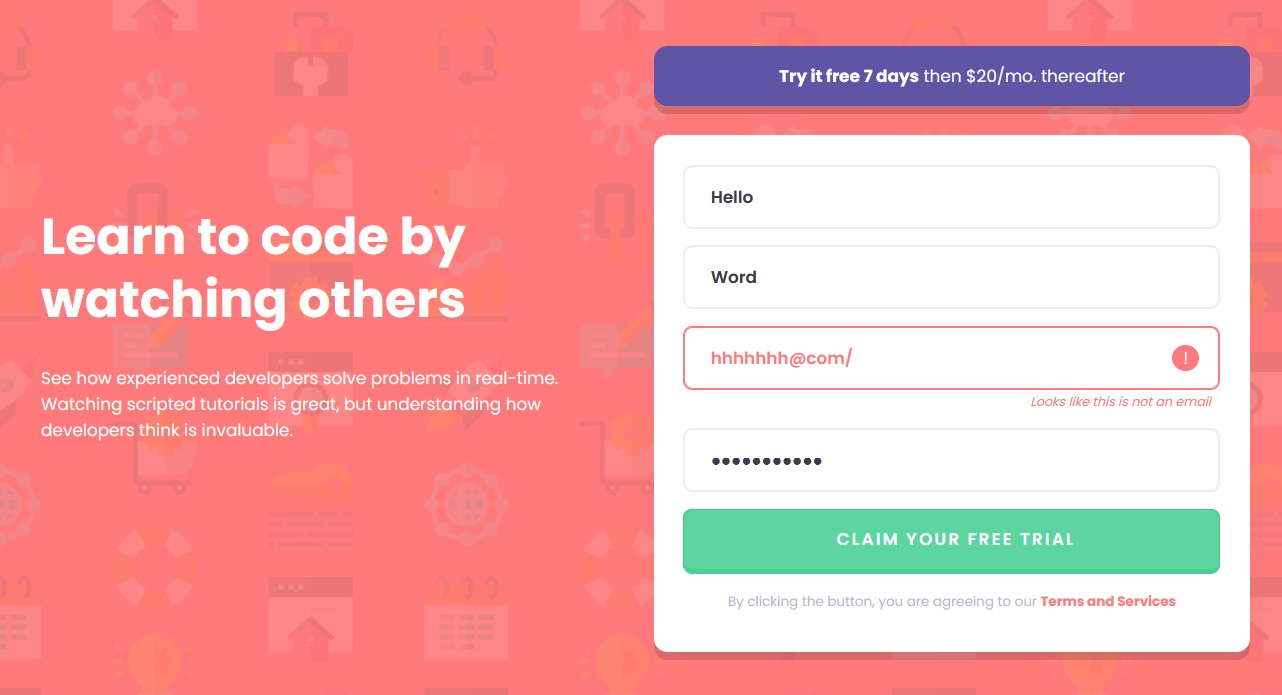 Learn to code by
watching others
See how experienced developers solve problems in real-time.
Watching scripted tutorials is great, but understanding how
developers think is invaluable.
Try it free 7 days then $20/mo. thereafter
Hello
Word
hhhhhhh@com/
!
Looks like this is not an email
●●●●●●●●●●●
CLAIM YOUR FREE TRIAL
By clicking the button, you are agreeing to our Terms and Services